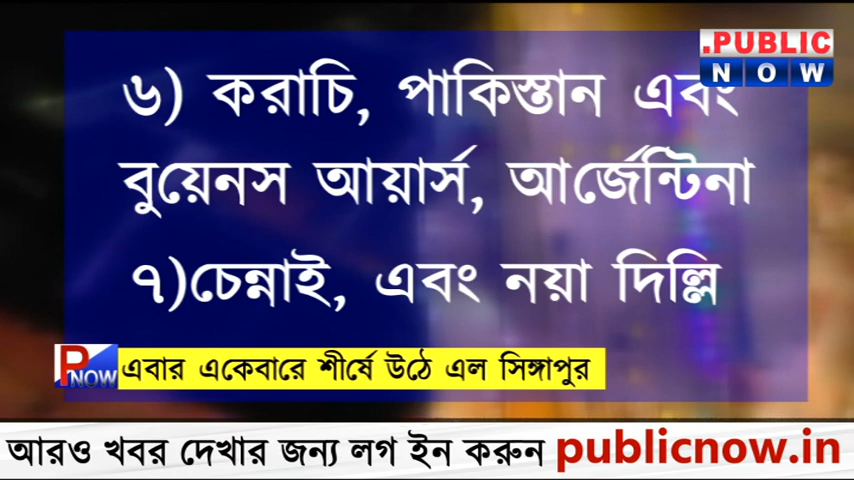 .PUBLIC
NOW
৬) করাচি, পাকিস্তান এবং
বুয়েনস আয়ার্স, আর্জেন্টিনা
৭)চেন্নাই, এবং নয়া দিল্লি
P NOW
এবার একেবারে শীর্ষে উঠে এল সিঙ্গাপুর
আরও খবর দেখার জন্য লগ ইন করুন publicnow.in